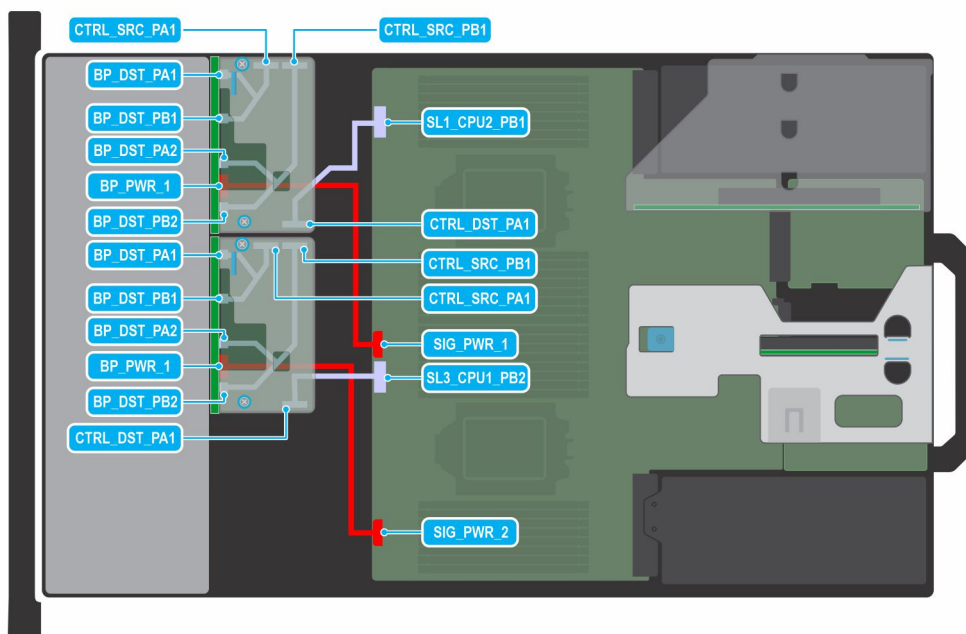 CTRL_SRC_PA1
CTRL_SRC_PB1
BP_DST_PA1
BP_DST_PB1
SL1_CPU2_PB1
BP_DST_PA2
BP_PWR_1
BP_DST_PB2
CTRL_DST_PA1
BP_DST_PA1
CTRL_SRC_PB1
BP_DST_PB1
CTRL_SRC_PA1
BP_DST_PA2
SIG_PWR_1
BP_PWR_1
SL3_CPU1_PB2
BP_DST_PB2
CTRL_DST_PA1
SIG_PWR_2